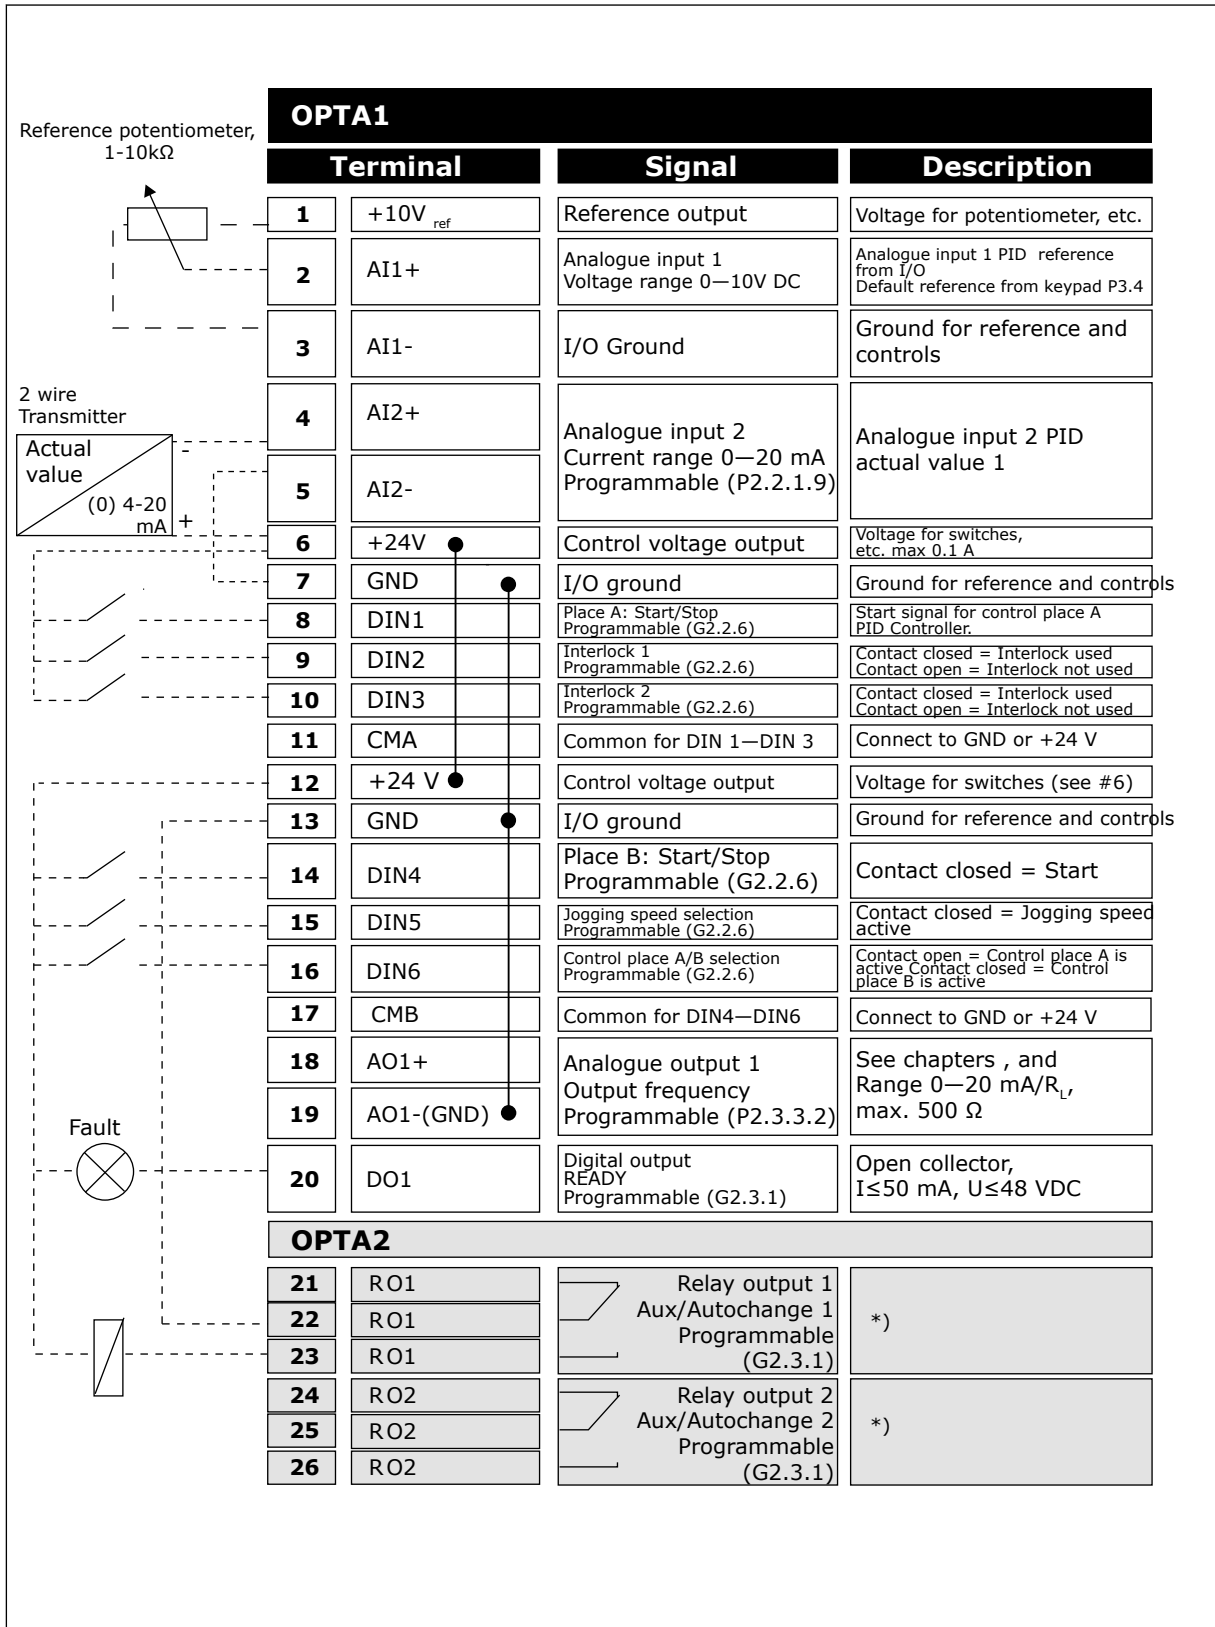 OPTA1
Reference potentiometer,
1-10kΩ
Terminal
Signal
Description
1
+10V ref
Reference output
Voltage for potentiometer, etc.
2
AI1+
Analogue input 1
Voltage range 0—10V DC
Analogue input 1 PID reference
from I/O
Default reference from keypad P3.4
3
AI1-
I/O Ground
Ground for reference and
controls
2 wire
Transmitter
Actual
value
(0) 4-20
mA
-
+
4
AI2+
5
AI2-
Analogue input 2
Current range 0—20 mA
Programmable (P2.2.1.9)
Analogue input 2 PID
actual value 1
6
+24V
Control voltage output
Voltage for switches,
etc. max 0.1 A
7
GND
I/O ground
Ground for reference and controls
8
DIN1
Place A: Start/Stop
Programmable (G2.2.6)
Start signal for control place A
PID Controller.
9
DIN2
Interlock 1
Programmable (G2.2.6)
Contact closed = Interlock used
Contact open = Interlock not used
10
DIN3
Interlock 2
Programmable (G2.2.6)
Contact closed = Interlock used
Contact open = Interlock not used
11
CMA
Common for DIN 1—DIN 3
Connect to GND or +24 V
12
+24 V
Control voltage output
Voltage for switches (see #6)
13
GND
I/O ground
Ground for reference and controls
14
DIN4
Place B: Start/Stop
Programmable (G2.2.6)
Contact closed = Start
15
DIN5
Jogging speed selection
Programmable (G2.2.6)
Contact closed = Jogging speed
active
16
DIN6
Control place A/B selection
Programmable (G2.2.6)
Contact open = Control place A is
active Contact closed = Control
place B is active
17
CMB
Common for DIN4—DIN6
Connect to GND or +24 V
18
AO1+
19
AO1-(GND)
Analogue output 1
Output frequency
Programmable (P2.3.3.2)
See chapters , and
Range 0—20 mA/RL,
max. 500 Ω
Fault
20
DO1
Digital output
READY
Programmable (G2.3.1)
Open collector,
I≤50 mA, U≤48 VDC
OPTA2
21
RO1
22
RO1
23
RO1
Relay output 1
Aux/Autochange 1
Programmable
(G2.3.1)
*)
24
RO2
25
RO2
26
RO2
Relay output 2
Aux/Autochange 2
Programmable
(G2.3.1)
*)